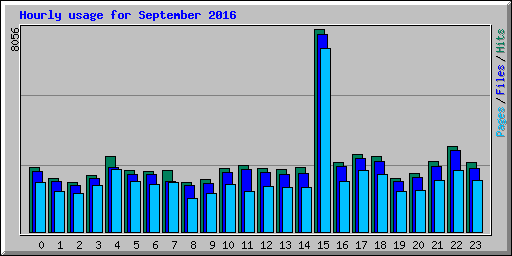 Hourly usage for September 2016
8056
Pages / Files / Hits
0 1 2 3 4 5 6 7 8 9 10 11 12 13 14 15 16 17 18 19 20 21 22 23